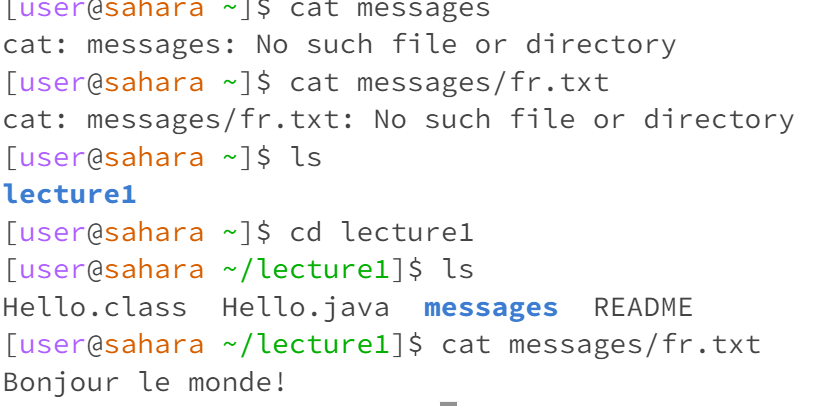 [user@sahara ~]$ cat messages
cat: messages: No such file or directory
[user@sahara ~]$ cat messages/fr.txt
cat: messages/fr.txt: No such file or directory
[user@sahara ~]$ ls
lecture1
[user@sahara ~]$ cd lecture1
[user@sahara ~/lecture1]$ ls
Hello.class  Hello.java  messages  README
[user@sahara ~/lecture1]$ cat messages/fr.txt
Bonjour le monde!